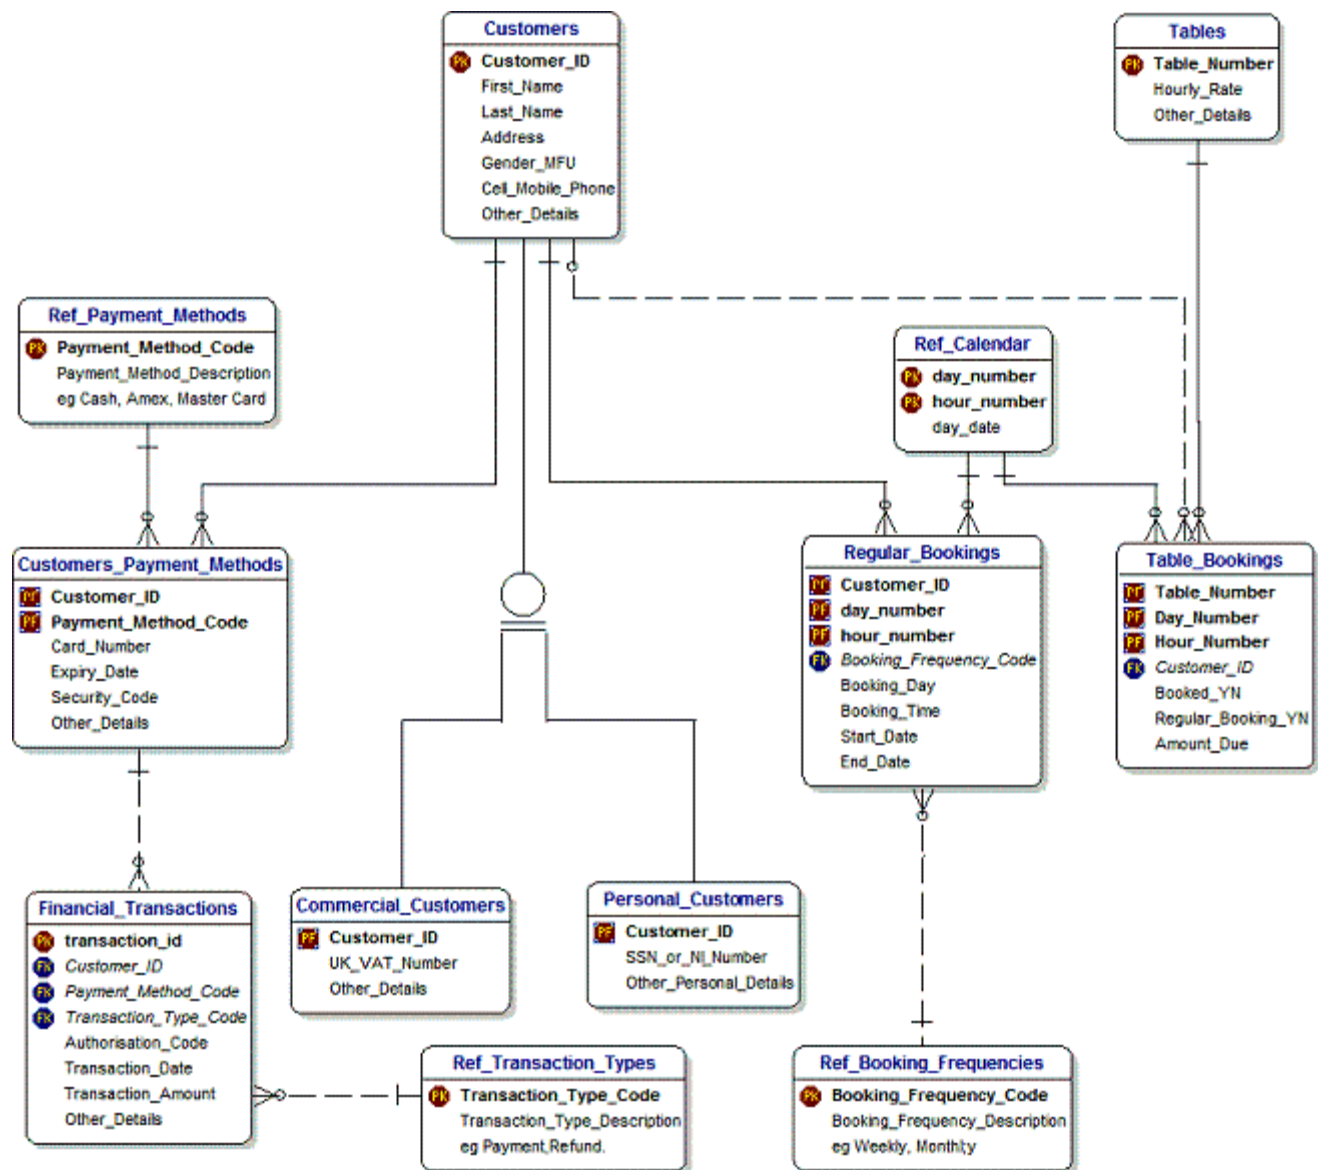 Customers
PK Customer_ID
First_Name
Last_Name
Address
Gender_MFU
Cell_Mobile_Phone
Other_Details
Tables
PK Table_Number
Hourly_Rate
Other_Details
Ref_Payment_Methods
PK Payment_Method_Code
Payment_Method_Description
eg Cash, Amex, Master Card
Ref_Calendar
PK day_number
PK hour_number
day_date
Customers_Payment_Methods
PF Customer_ID
PF Payment_Method_Code
Card_Number
Expiry_Date
Security_Code
Other_Details
Regular_Bookings
PF Customer_ID
PF day_number
PF hour_number
FK Booking_Frequency_Code
Booking_Day
Booking_Time
Start_Date
End_Date
Table_Bookings
PF Table_Number
PF Day_Number
PF Hour_Number
FK Customer_ID
Booked_YN
Regular_Booking_YN
Amount_Due
Financial_Transactions
PK transaction_id
FK Customer_ID
FK Payment_Method_Code
FK Transaction_Type_Code
Authorisation_Code
Transaction_Date
Transaction_Amount
Other_Details
Commercial_Customers
PF Customer_ID
UK_VAT_Number
Other_Details
Personal_Customers
PF Customer_ID
SSN_or_NI_Number
Other_Personal_Details
Ref_Transaction_Types
PK Transaction_Type_Code
Transaction_Type_Description
eg Payment,Refund.
Ref_Booking_Frequencies
PK Booking_Frequency_Code
Booking_Frequency_Description
eg Weekly, Monthl;y